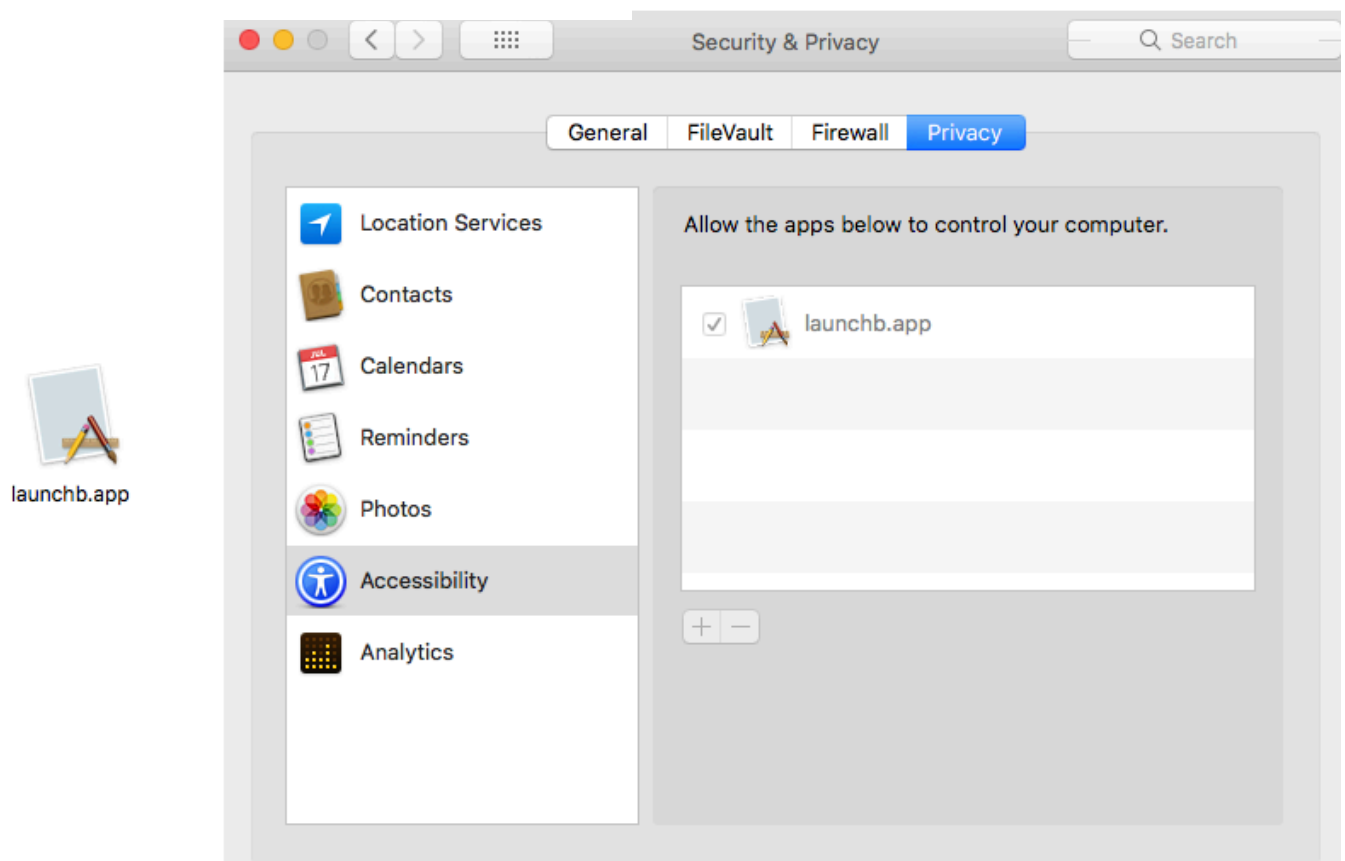 Security & Privacy
Search
General FileVault Firewall Privacy
Location Services
Contacts
JUL
17
Calendars
Reminders
Photos
Accessibility
Analytics
Allow the apps below to control your computer.
launchb.app
launchb.app